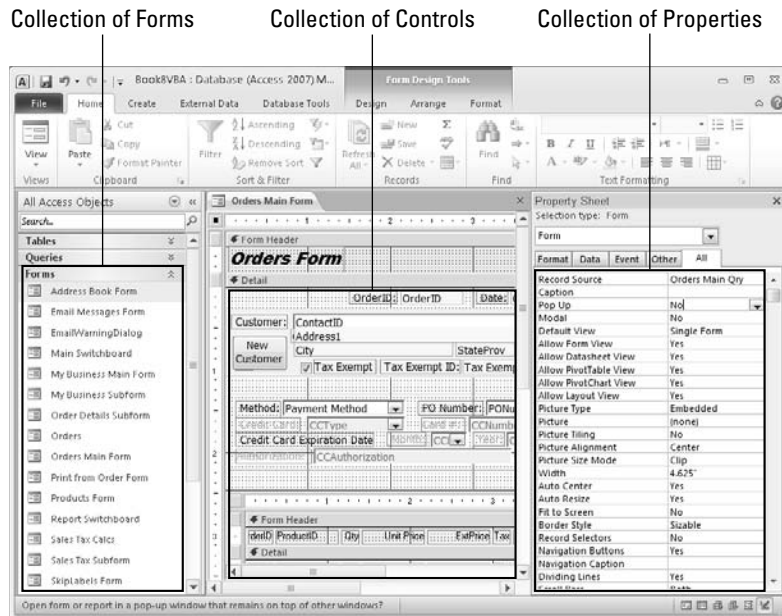 Collection of Forms
Collection of Controls
Collection of Properties
Book8VBA : Database (Access 2007) M...
Form Design Tools
File
Home
Create
External Data
Database Tools
Design
Arrange
Format
View
Paste
Cut
Copy
Format Painter
Filter
Ascending
Descending
Remove Sort
Refresh All
New
Save
Delete
Find
Views
Clipboard
Sort & Filter
Records
Find
Text Formatting
All Access Objects
Search...
Tables
Queries
Forms
Address Book Form
Email Messages Form
EmailWarningDialog
Main Switchboard
My Business Main Form
My Business Subform
Order Details Subform
Orders
Orders Main Form
Print from Order Form
Products Form
Report Switchboard
Sales Tax Calcs
Sales Tax Subform
SkipLabels Form
Orders Main Form
Form Header
Orders Form
Detail
OrderID: OrderID Date:
Customer: ContactID
Address1
New Customer
City StateProv
Tax Exempt Tax Exempt ID: Tax Exemp
Method: Payment Method PO Number: PONu
Credit Card: CCType Card #: CCNumb
Credit Card Expiration Date Month: CCE Year:
CCAuthorization
Form Header
derID ProductID Qty Unit Price ExtPrice Tax
Detail
Property Sheet
Selection type: Form
Form
Format Data Event Other All
Record Source Orders Main Qry
Caption
Pop Up No
Modal No
Default View Single Form
Allow Form View Yes
Allow Datasheet View Yes
Allow PivotTable View Yes
Allow PivotChart View Yes
Allow Layout View Yes
Picture Type Embedded
Picture (none)
Picture Tiling No
Picture Alignment Center
Picture Size Mode Clip
Width 4.625"
Auto Center Yes
Auto Resize Yes
Fit to Screen No
Border Style Sizable
Record Selectors No
Navigation Buttons Yes
Navigation Caption
Dividing Lines Yes
Open form or report in a pop-up window that remains on top of other windows?